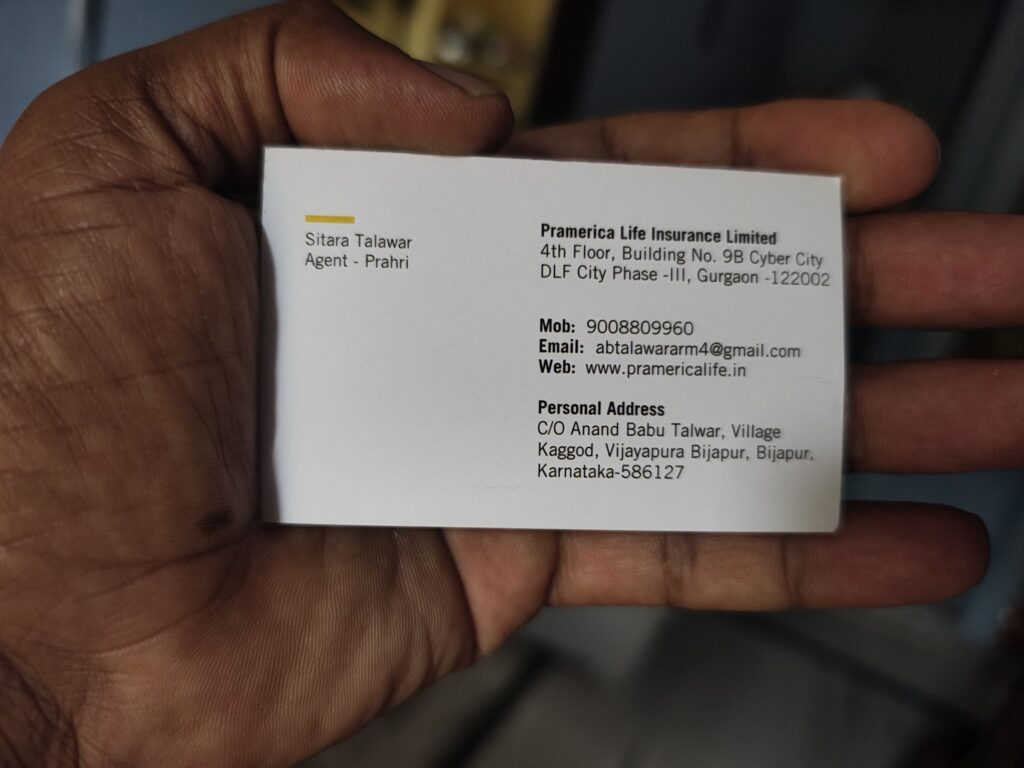 Sitara Talawar
Agent - Prahri
Pramerica Life Insurance Limited
4th Floor, Building No. 9B Cyber City
DLF City Phase -III, Gurgaon -122002
Mob: 9008809960
Email: abtalawararm4@gmail.com
Web: www.pramericalife.in
Personal Address
C/O Anand Babu Talwar, Village
Kaggod, Vijayapura Bijapur, Bijapur,
Karnataka-586127